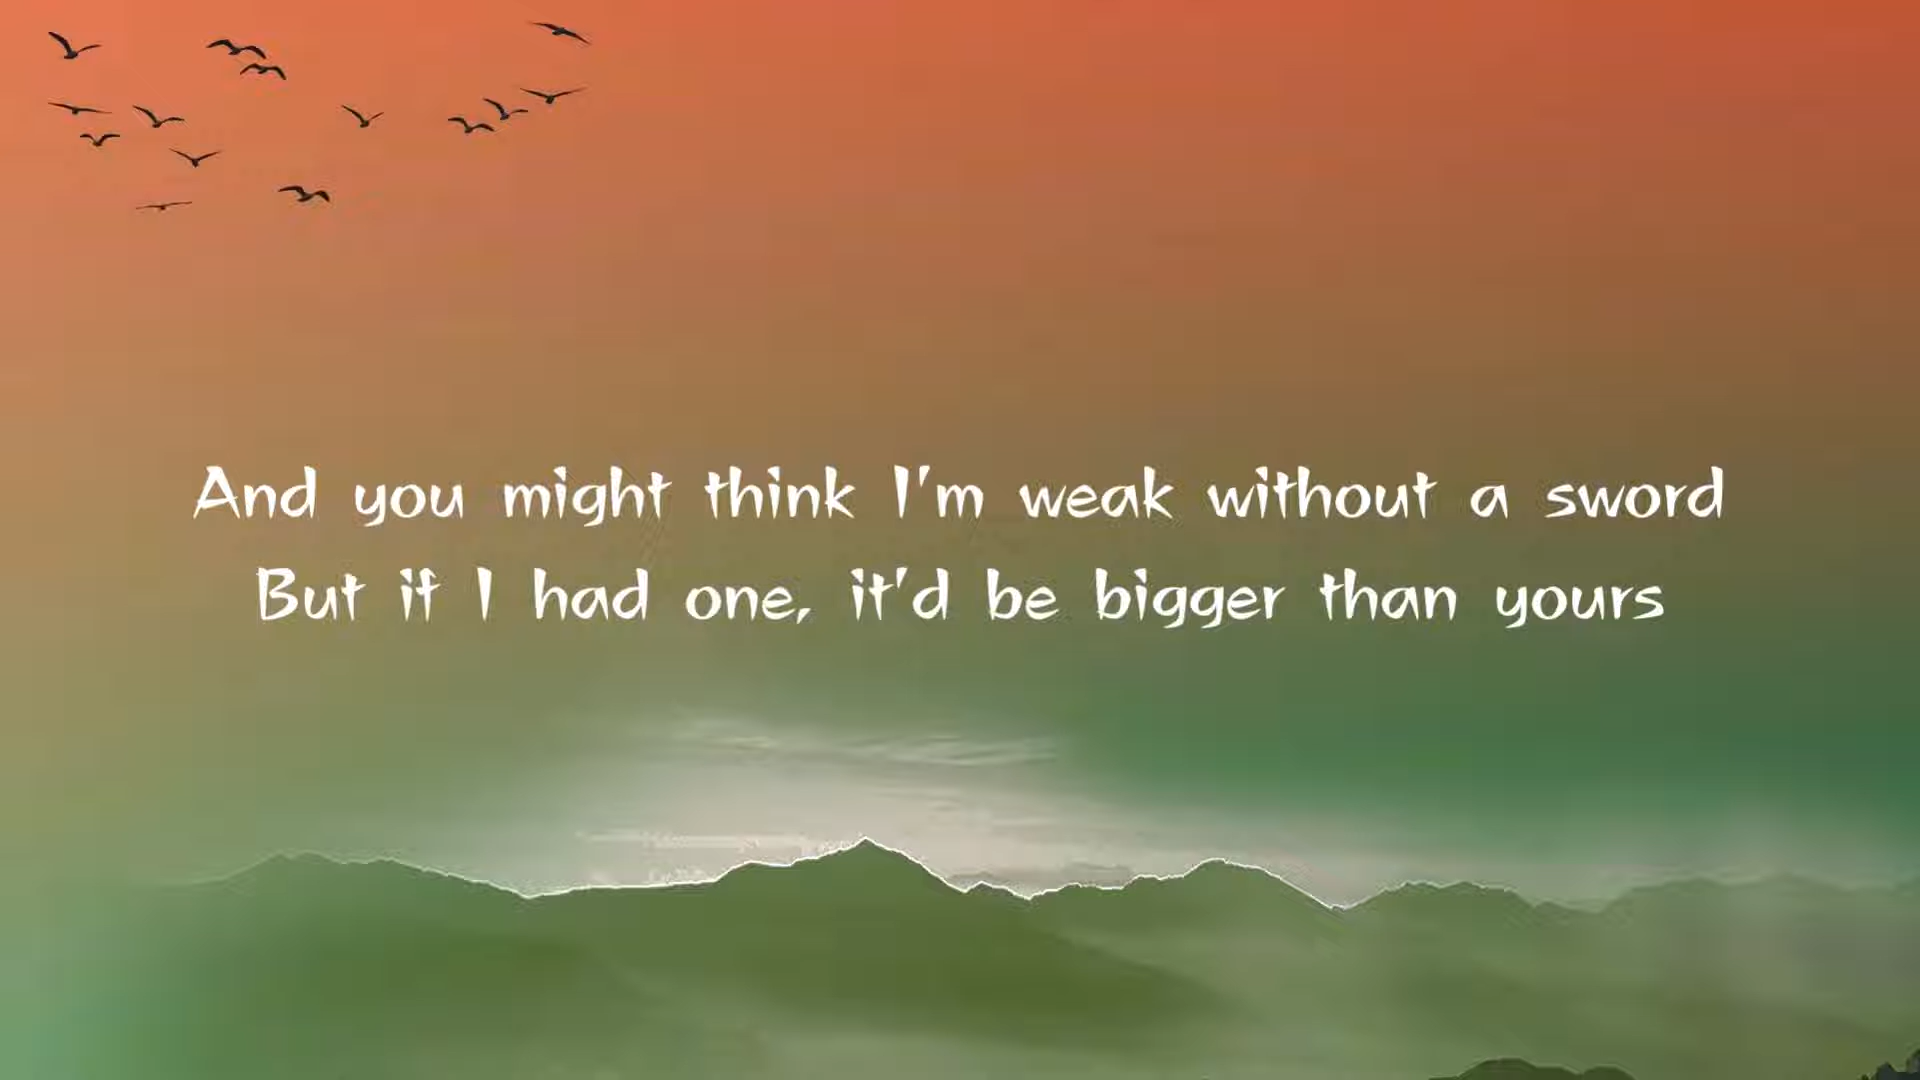 And you might think I'm weak without a sword
But if I had one, it'd be bigger than yours